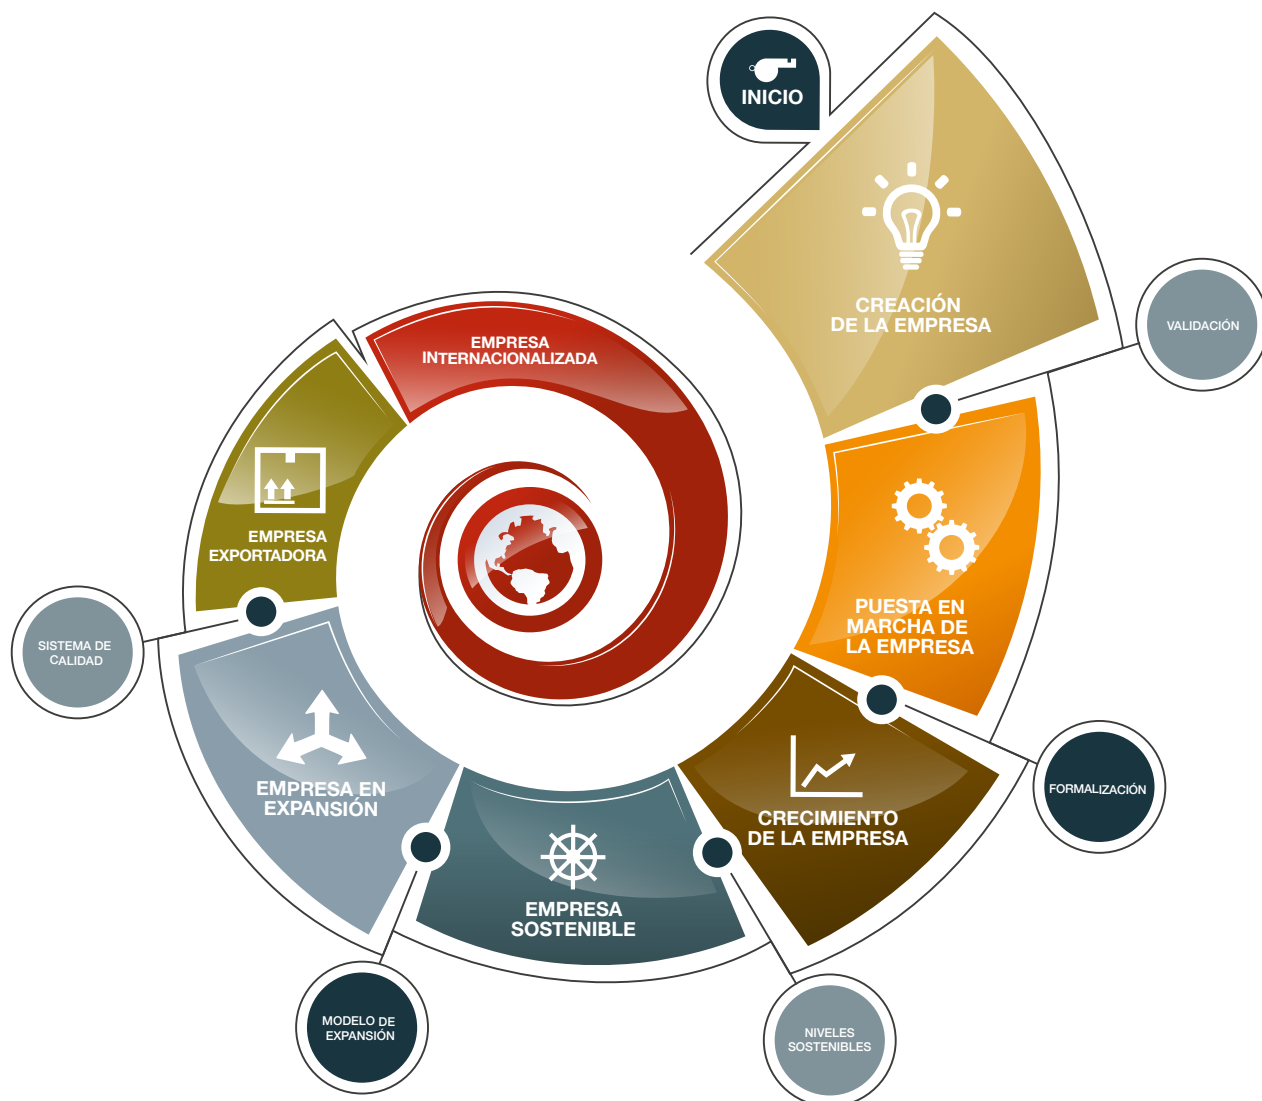 INICIO
CREACIÓN
DE LA EMPRESA
VALIDACIÓN
PUESTA EN
MARCHA DE
LA EMPRESA
FORMALIZACIÓN
CRECIMIENTO
DE LA EMPRESA
NIVELES
SOSTENIBLES
EMPRESA
SOSTENIBLE
MODELO DE
EXPANSIÓN
EMPRESA EN
EXPANSIÓN
SISTEMA DE
CALIDAD
EMPRESA
EXPORTADORA
EMPRESA
INTERNACIONALIZADA